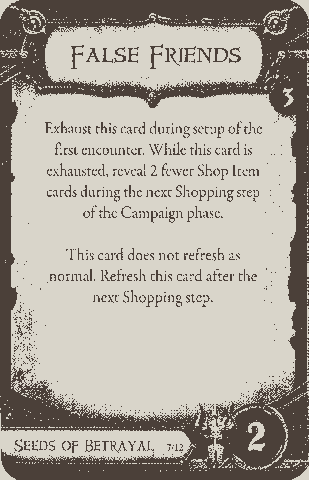 False Friends
3
Exhaust this card during setup of the
first encounter. While this card is
exhausted, reveal 2 fewer Shop Item
cards during the next Shopping step
of the Campaign phase.
This card does not refresh as
normal. Refresh this card after the
next Shopping step.
Seeds of Betrayal 7/12
2